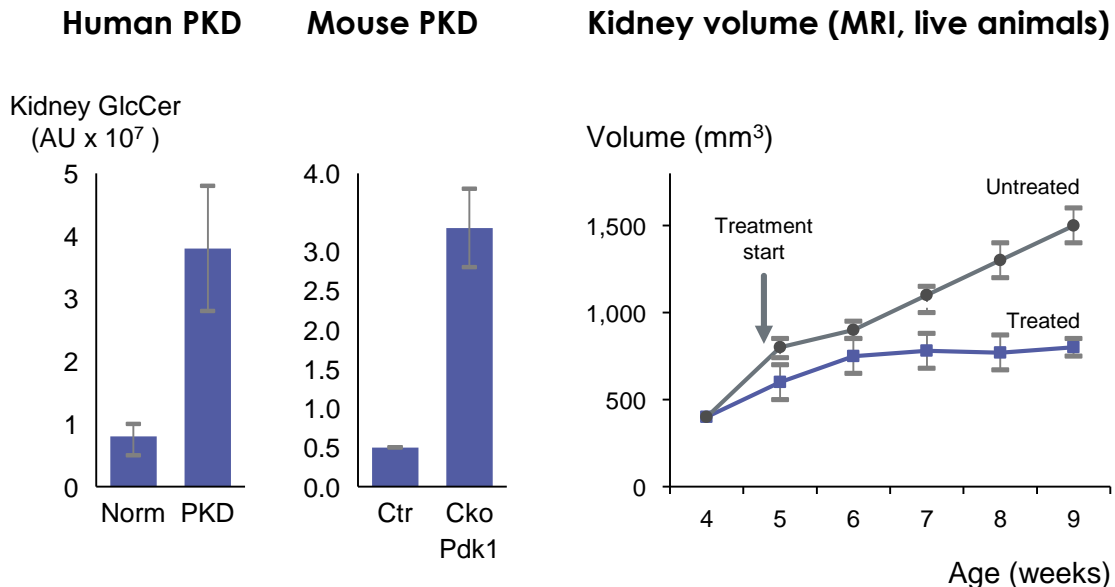 Human PKD
Mouse PKD
Kidney volume (MRI, live animals)
Kidney GlcCer
(AU x 10⁷ )
5
4
3
2
1
0
Norm PKD
4.0
3.5
3.0
2.5
2.0
1.5
1.0
0.5
0.0
Ctr Cko
Pdk1
Volume (mm³)
1,500
1,000
500
0
Treatment
start
Untreated
Treated
4 5 6 7 8 9
Age (weeks)